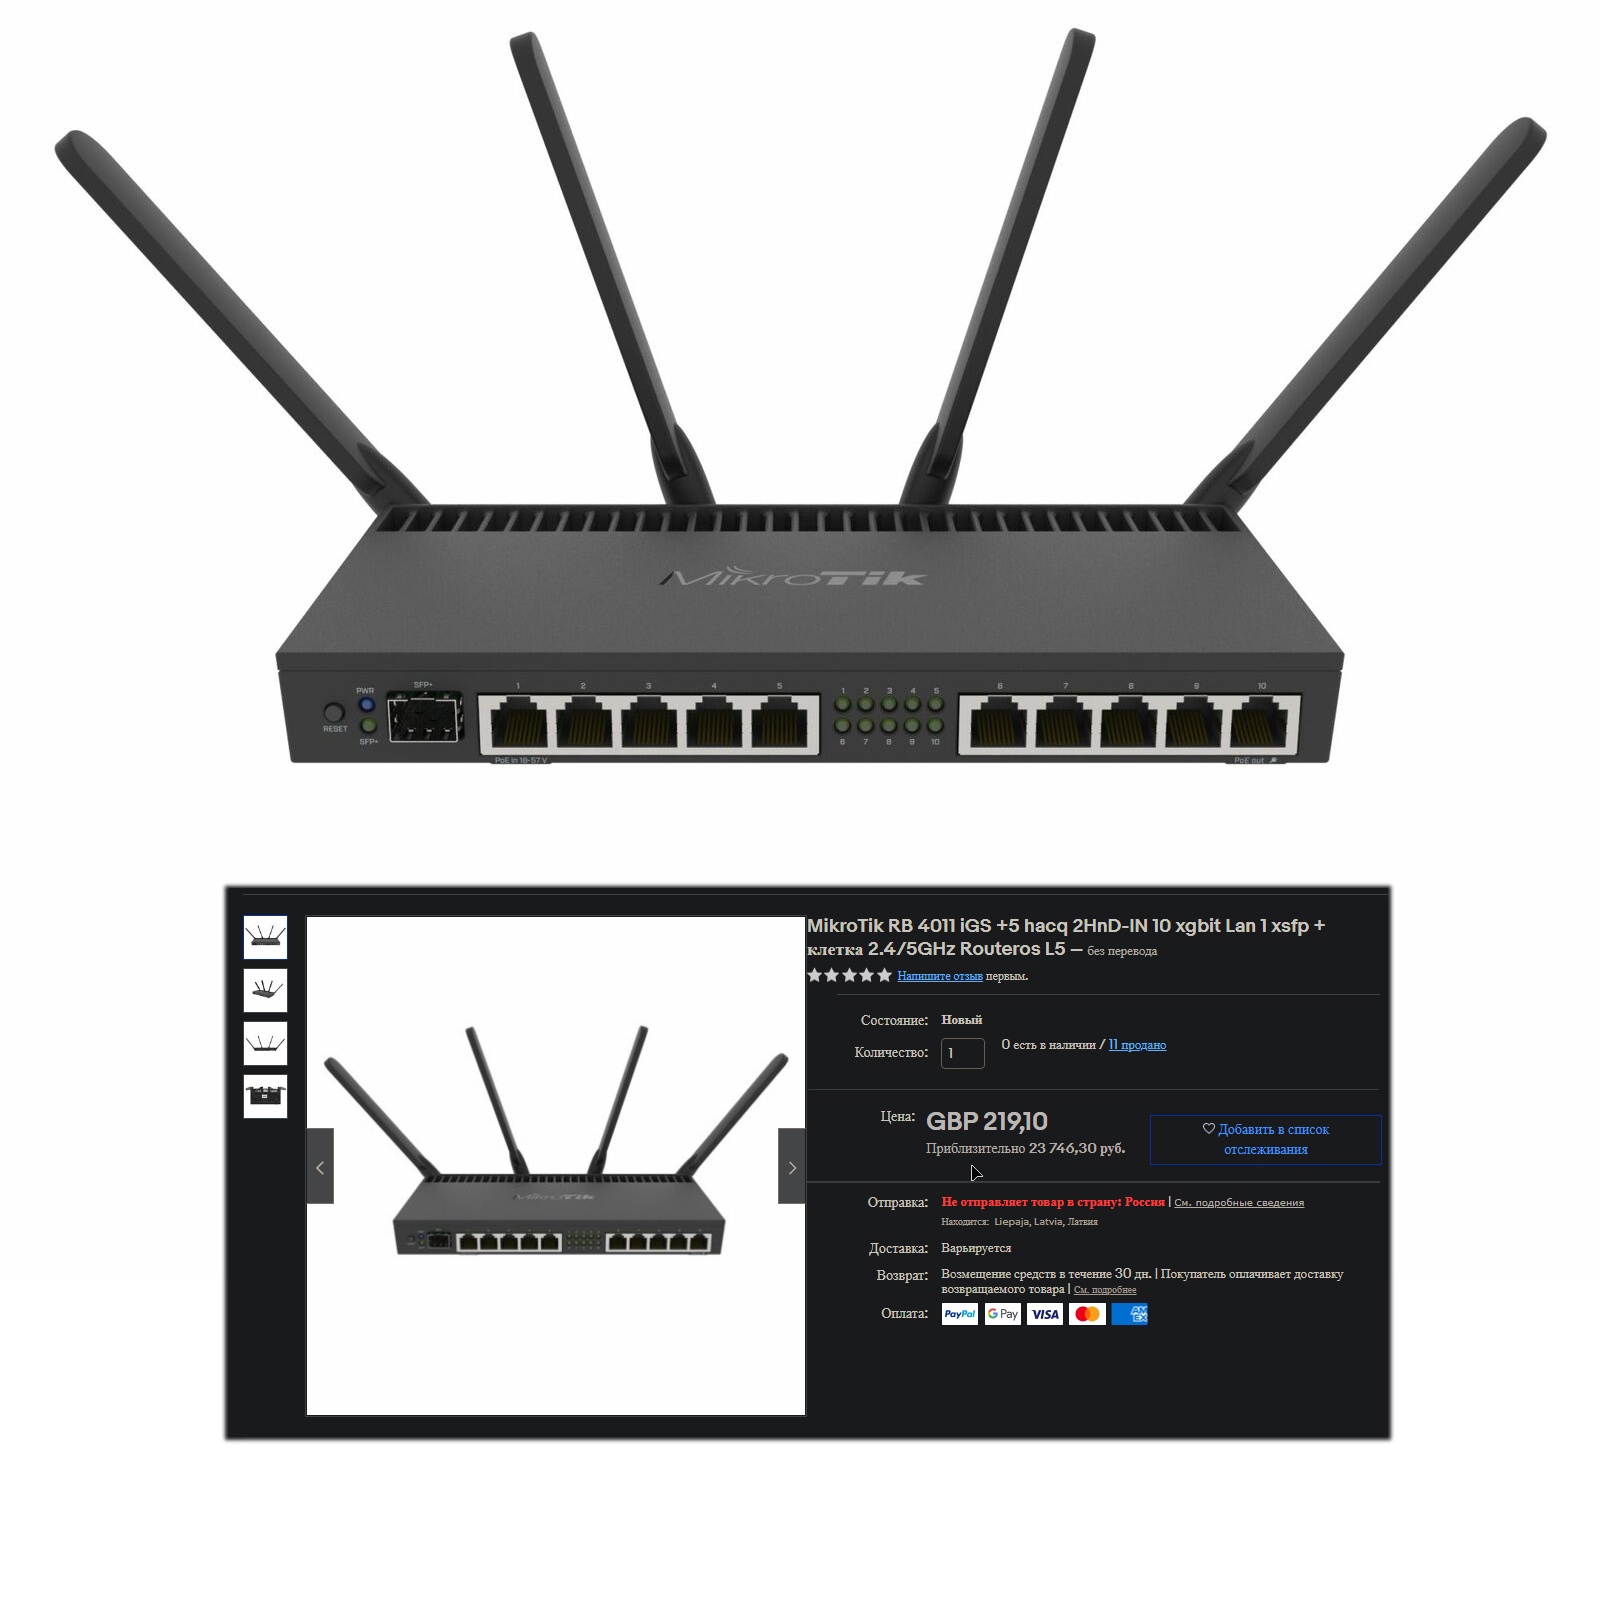 MikroTik
SFP+
PWR
RESET
SFP+
1 2 3 4 5
1 2 3 4 5
6 7 8 9 10
6 7 8 9 10
PoE in 18-57 V
PoE out
MikroTik RB 4011 iGS +5 hacq 2HnD-IN 10 xgbit Lan 1 xsfp +
клетка 2.4/5GHz Routeros L5 — без перевода
Напишите отзыв первым.
Состояние: Новый
Количество: 1 0 есть в наличии / 11 продано
Цена: GBP 219,10
Приблизительно 23 746,30 руб.
♡ Добавить в список
отслеживания
Отправка: Не отправляет товар в страну: Россия | См. подробные сведения
Находится: Liepaja, Latvia, Латвия
Доставка: Варьируется
Возврат: Возмещение средств в течение 30 дн. | Покупатель оплачивает доставку
возвращаемого товара | См. подробнее
Оплата: PayPal G Pay VISA AMEX
MikroTik